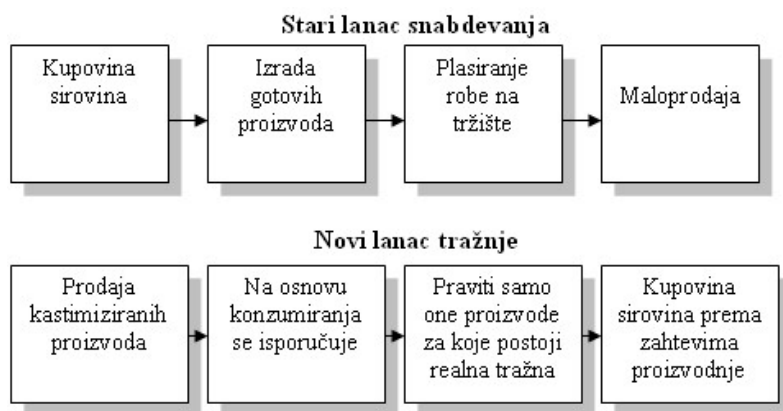 Stari lanac snabdevanja
Kupovina
sirovina
Izrada
gotovih
proizvoda
Plasiranje
robe na
tržište
Maloprodaja
Novi lanac tražnje
Prodaja
kastimiziranih
proizvoda
Na osnovu
konzumiranja
se isporučuje
Praviti samo
one proizvode
za koje postoji
realna tražna
Kupovina
sirovina prema
zahtevima
proizvodnje